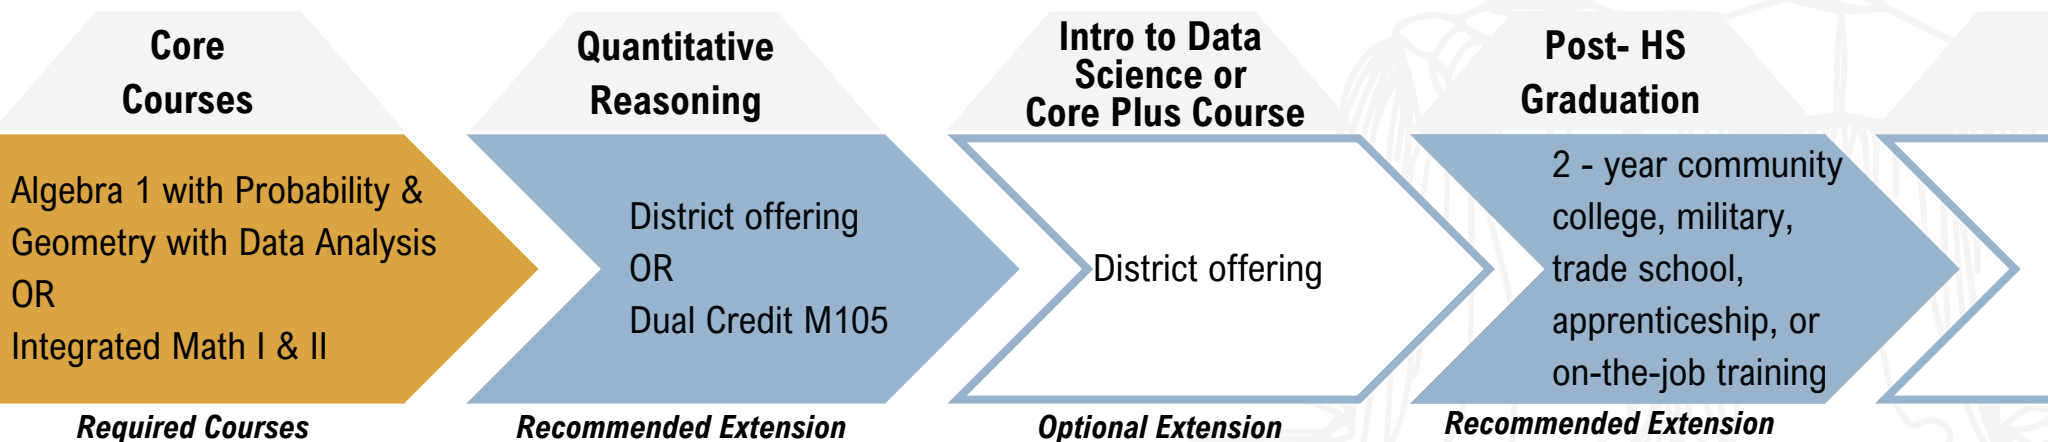 Core
Courses
Algebra 1 with Probability &
Geometry with Data Analysis
OR
Integrated Math I & II
Required Courses
Quantitative
Reasoning
District offering
OR
Dual Credit M105
Recommended Extension
Intro to Data
Science or
Core Plus Course
District offering
Optional Extension
Post- HS
Graduation
2 - year community
college, military,
trade school,
apprenticeship, or
on-the-job training
Recommended Extension